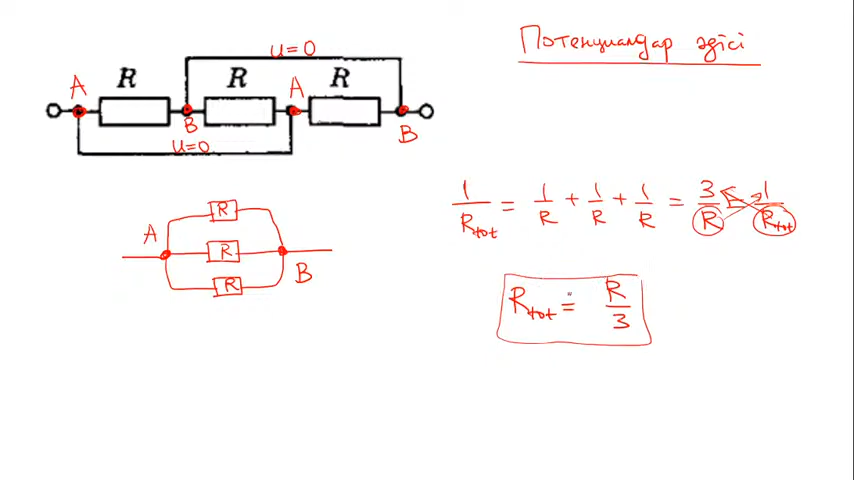 Потенциалдар әдісі
u=0
R R R
A A
B B
u=0
1/Rtot = 1/R + 1/R + 1/R = 3/R = 1/Rtot
R
A R
R B
Rtot = R/3